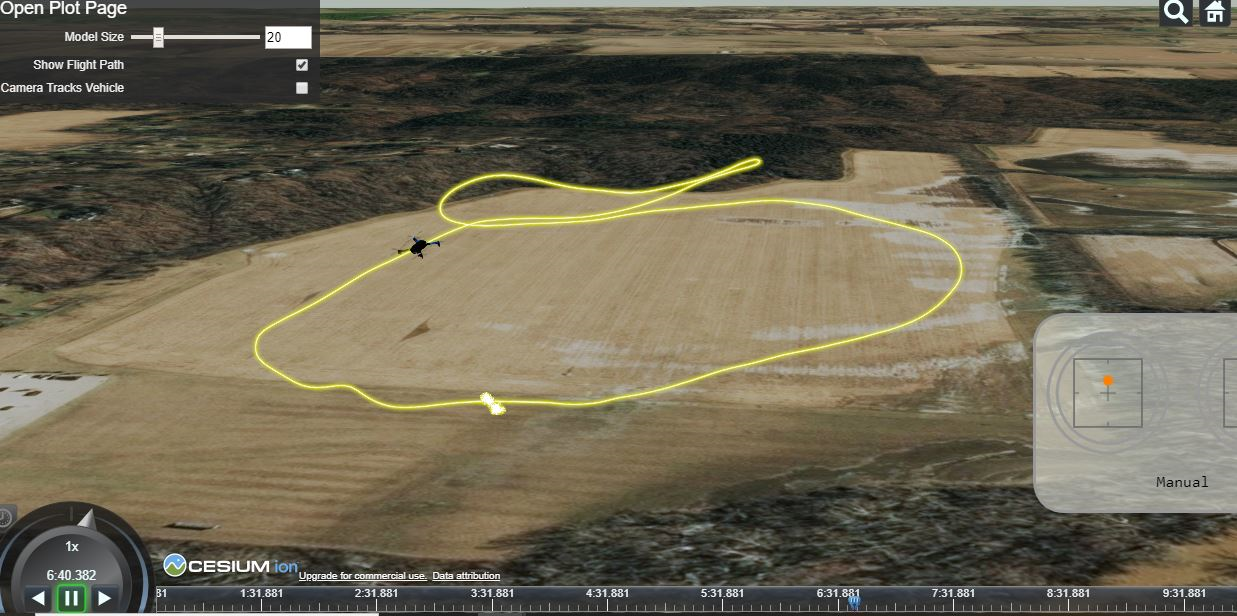 Open Plot Page
Model Size 20
Show Flight Path
Camera Tracks Vehicle
Manual
1x
6:40.382
CESIUM ion
Upgrade for commercial use. Data attribution
81 1:31.881 2:31.881 3:31.881 4:31.881 5:31.881 6:31.881 7:31.881 8:31.881 9:31.881